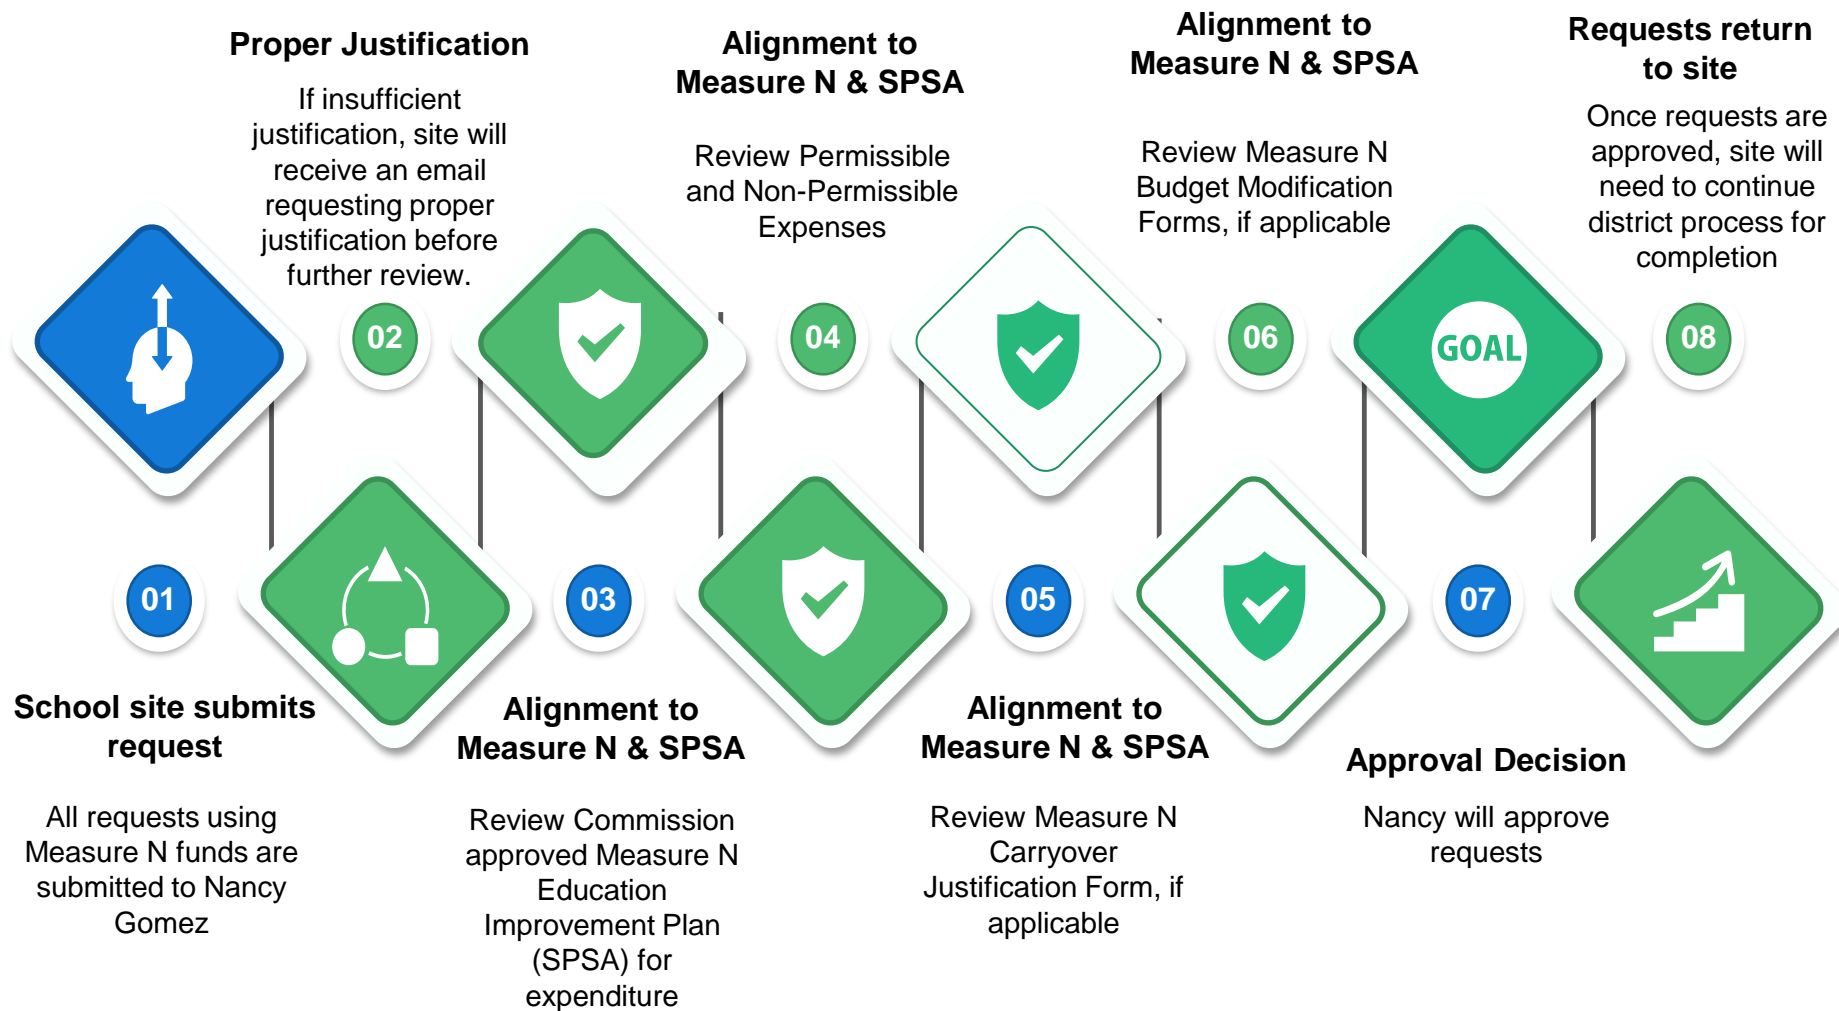 School site submits
request
All requests using
Measure N funds are
submitted to Nancy
Gomez
01
Proper Justification
If insufficient
justification, site will
receive an email
requesting proper
justification before
further review.
02
03
Alignment to
Measure N & SPSA
Review Commission
approved Measure N
Education
Improvement Plan
(SPSA) for
expenditure
Alignment to
Measure N & SPSA
Review Permissible
and Non-Permissible
Expenses
04
05
Alignment to
Measure N & SPSA
Review Measure N
Carryover
Justification Form, if
applicable
Alignment to
Measure N & SPSA
Review Measure N
Budget Modification
Forms, if applicable
06
GOAL
07
Approval Decision
Nancy will approve
requests
Requests return
to site
Once requests are
approved, site will
need to continue
district process for
completion
08